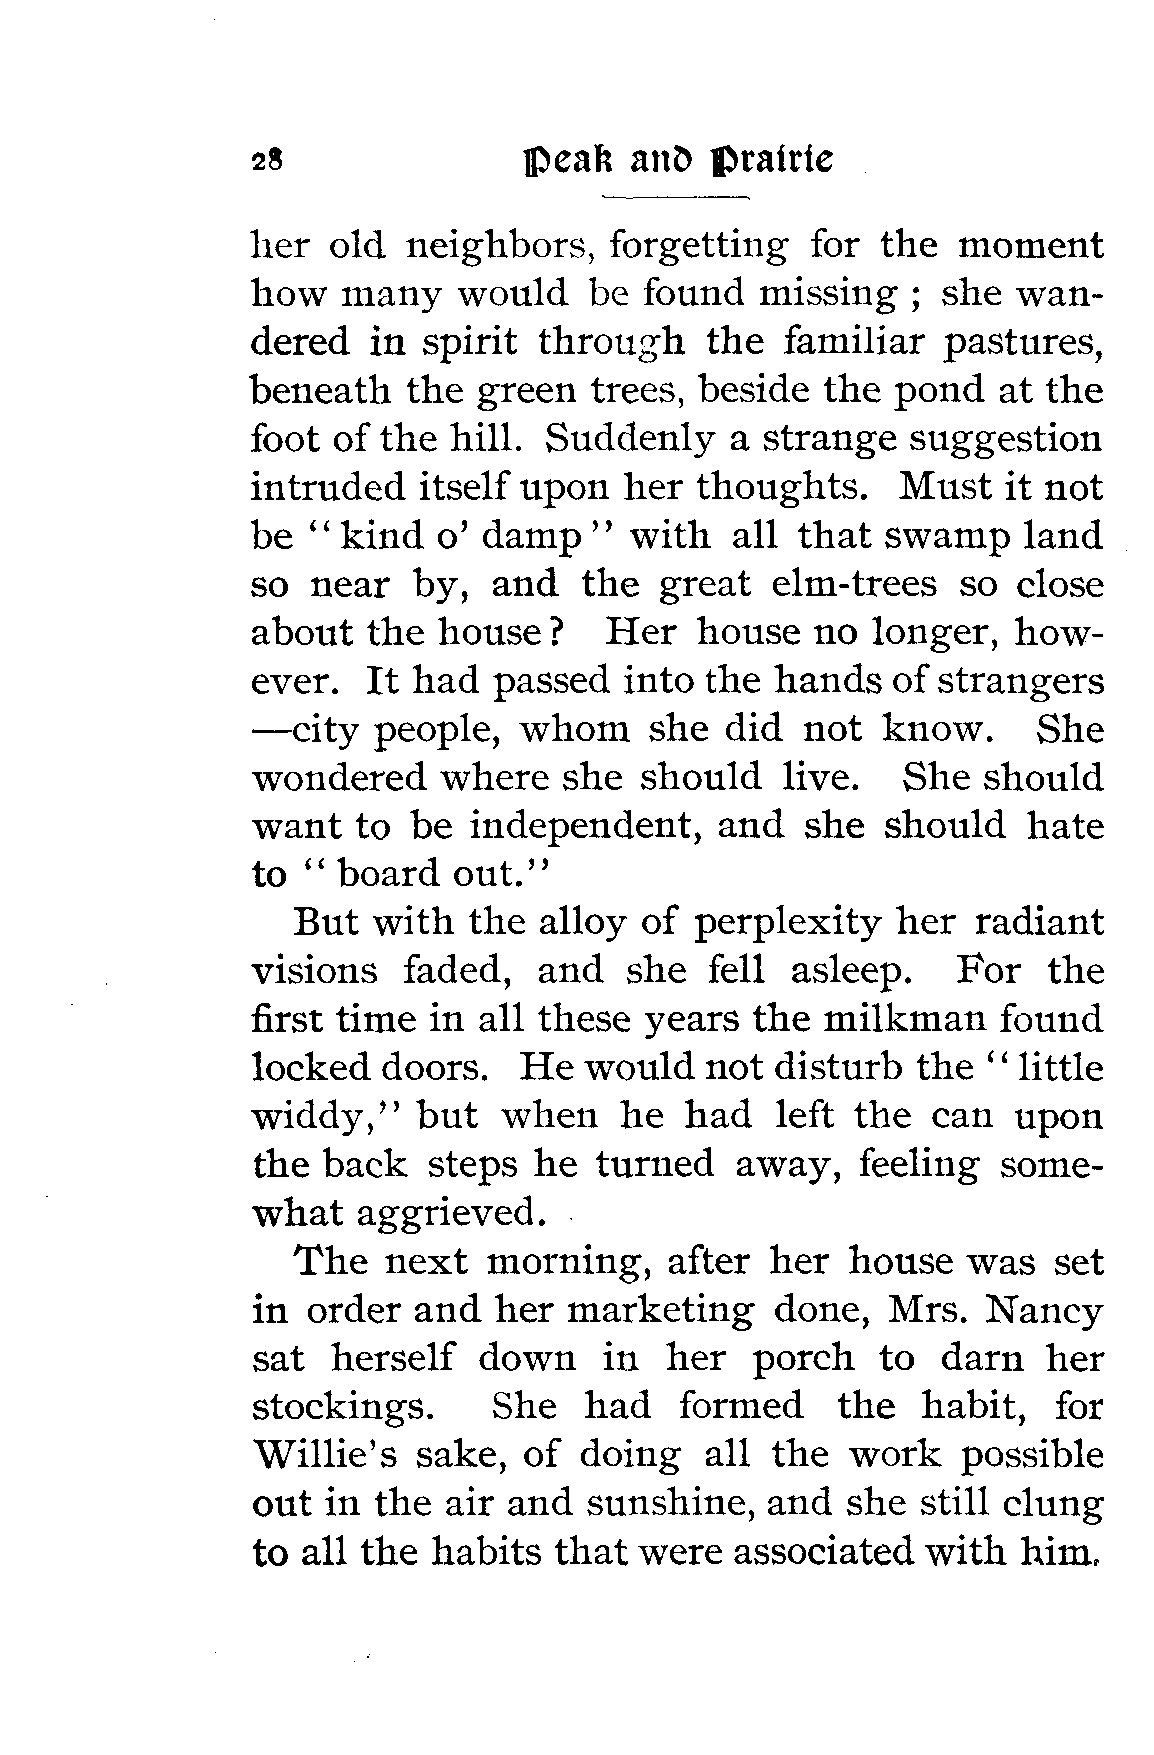 28 Peak and Prairie
her old neighbors, forgetting for the moment
how many would be found missing ; she wan-
dered in spirit through the familiar pastures,
beneath the green trees, beside the pond at the
foot of the hill. Suddenly a strange suggestion
intruded itself upon her thoughts. Must it not
be " kind o' damp " with all that swamp land
so near by, and the great elm-trees so close
about the house ? Her house no longer, how-
ever. It had passed into the hands of strangers
—city people, whom she did not know. She
wondered where she should live. She should
want to be independent, and she should hate
to " board out."
But with the alloy of perplexity her radiant
visions faded, and she fell asleep. For the
first time in all these years the milkman found
locked doors. He would not disturb the " little
widdy," but when he had left the can upon
the back steps he turned away, feeling some-
what aggrieved.
The next morning, after her house was set
in order and her marketing done, Mrs. Nancy
sat herself down in her porch to darn her
stockings. She had formed the habit, for
Willie's sake, of doing all the work possible
out in the air and sunshine, and she still clung
to all the habits that were associated with him.